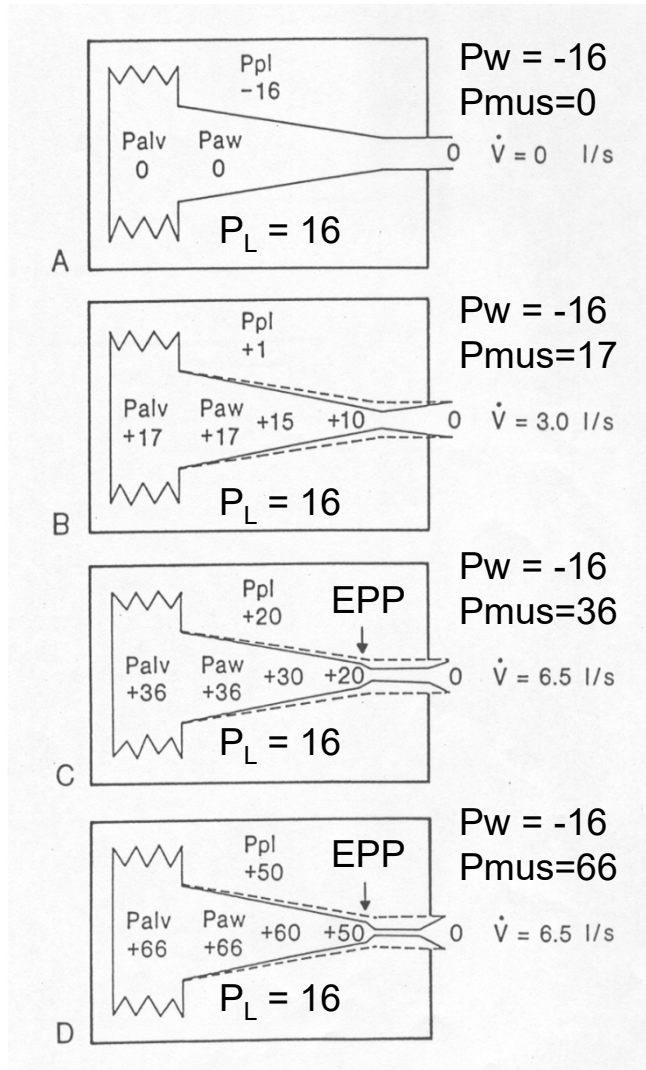 Ppl
−16
Pw = -16
Pmus=0
Palv
0
Paw
0
0 V̇ = 0 l/s
PL = 16
A
Ppl
+1
Pw = -16
Pmus=17
Palv
+17
Paw
+17
+15 +10 0 V̇ = 3.0 l/s
PL = 16
B
Ppl
+20
EPP
Pw = -16
Pmus=36
Palv
+36
Paw
+36
+30 +20 0 V̇ = 6.5 l/s
PL = 16
C
Ppl
+50
EPP
Pw = -16
Pmus=66
Palv
+66
Paw
+66
+60 +50 0 V̇ = 6.5 l/s
PL = 16
D